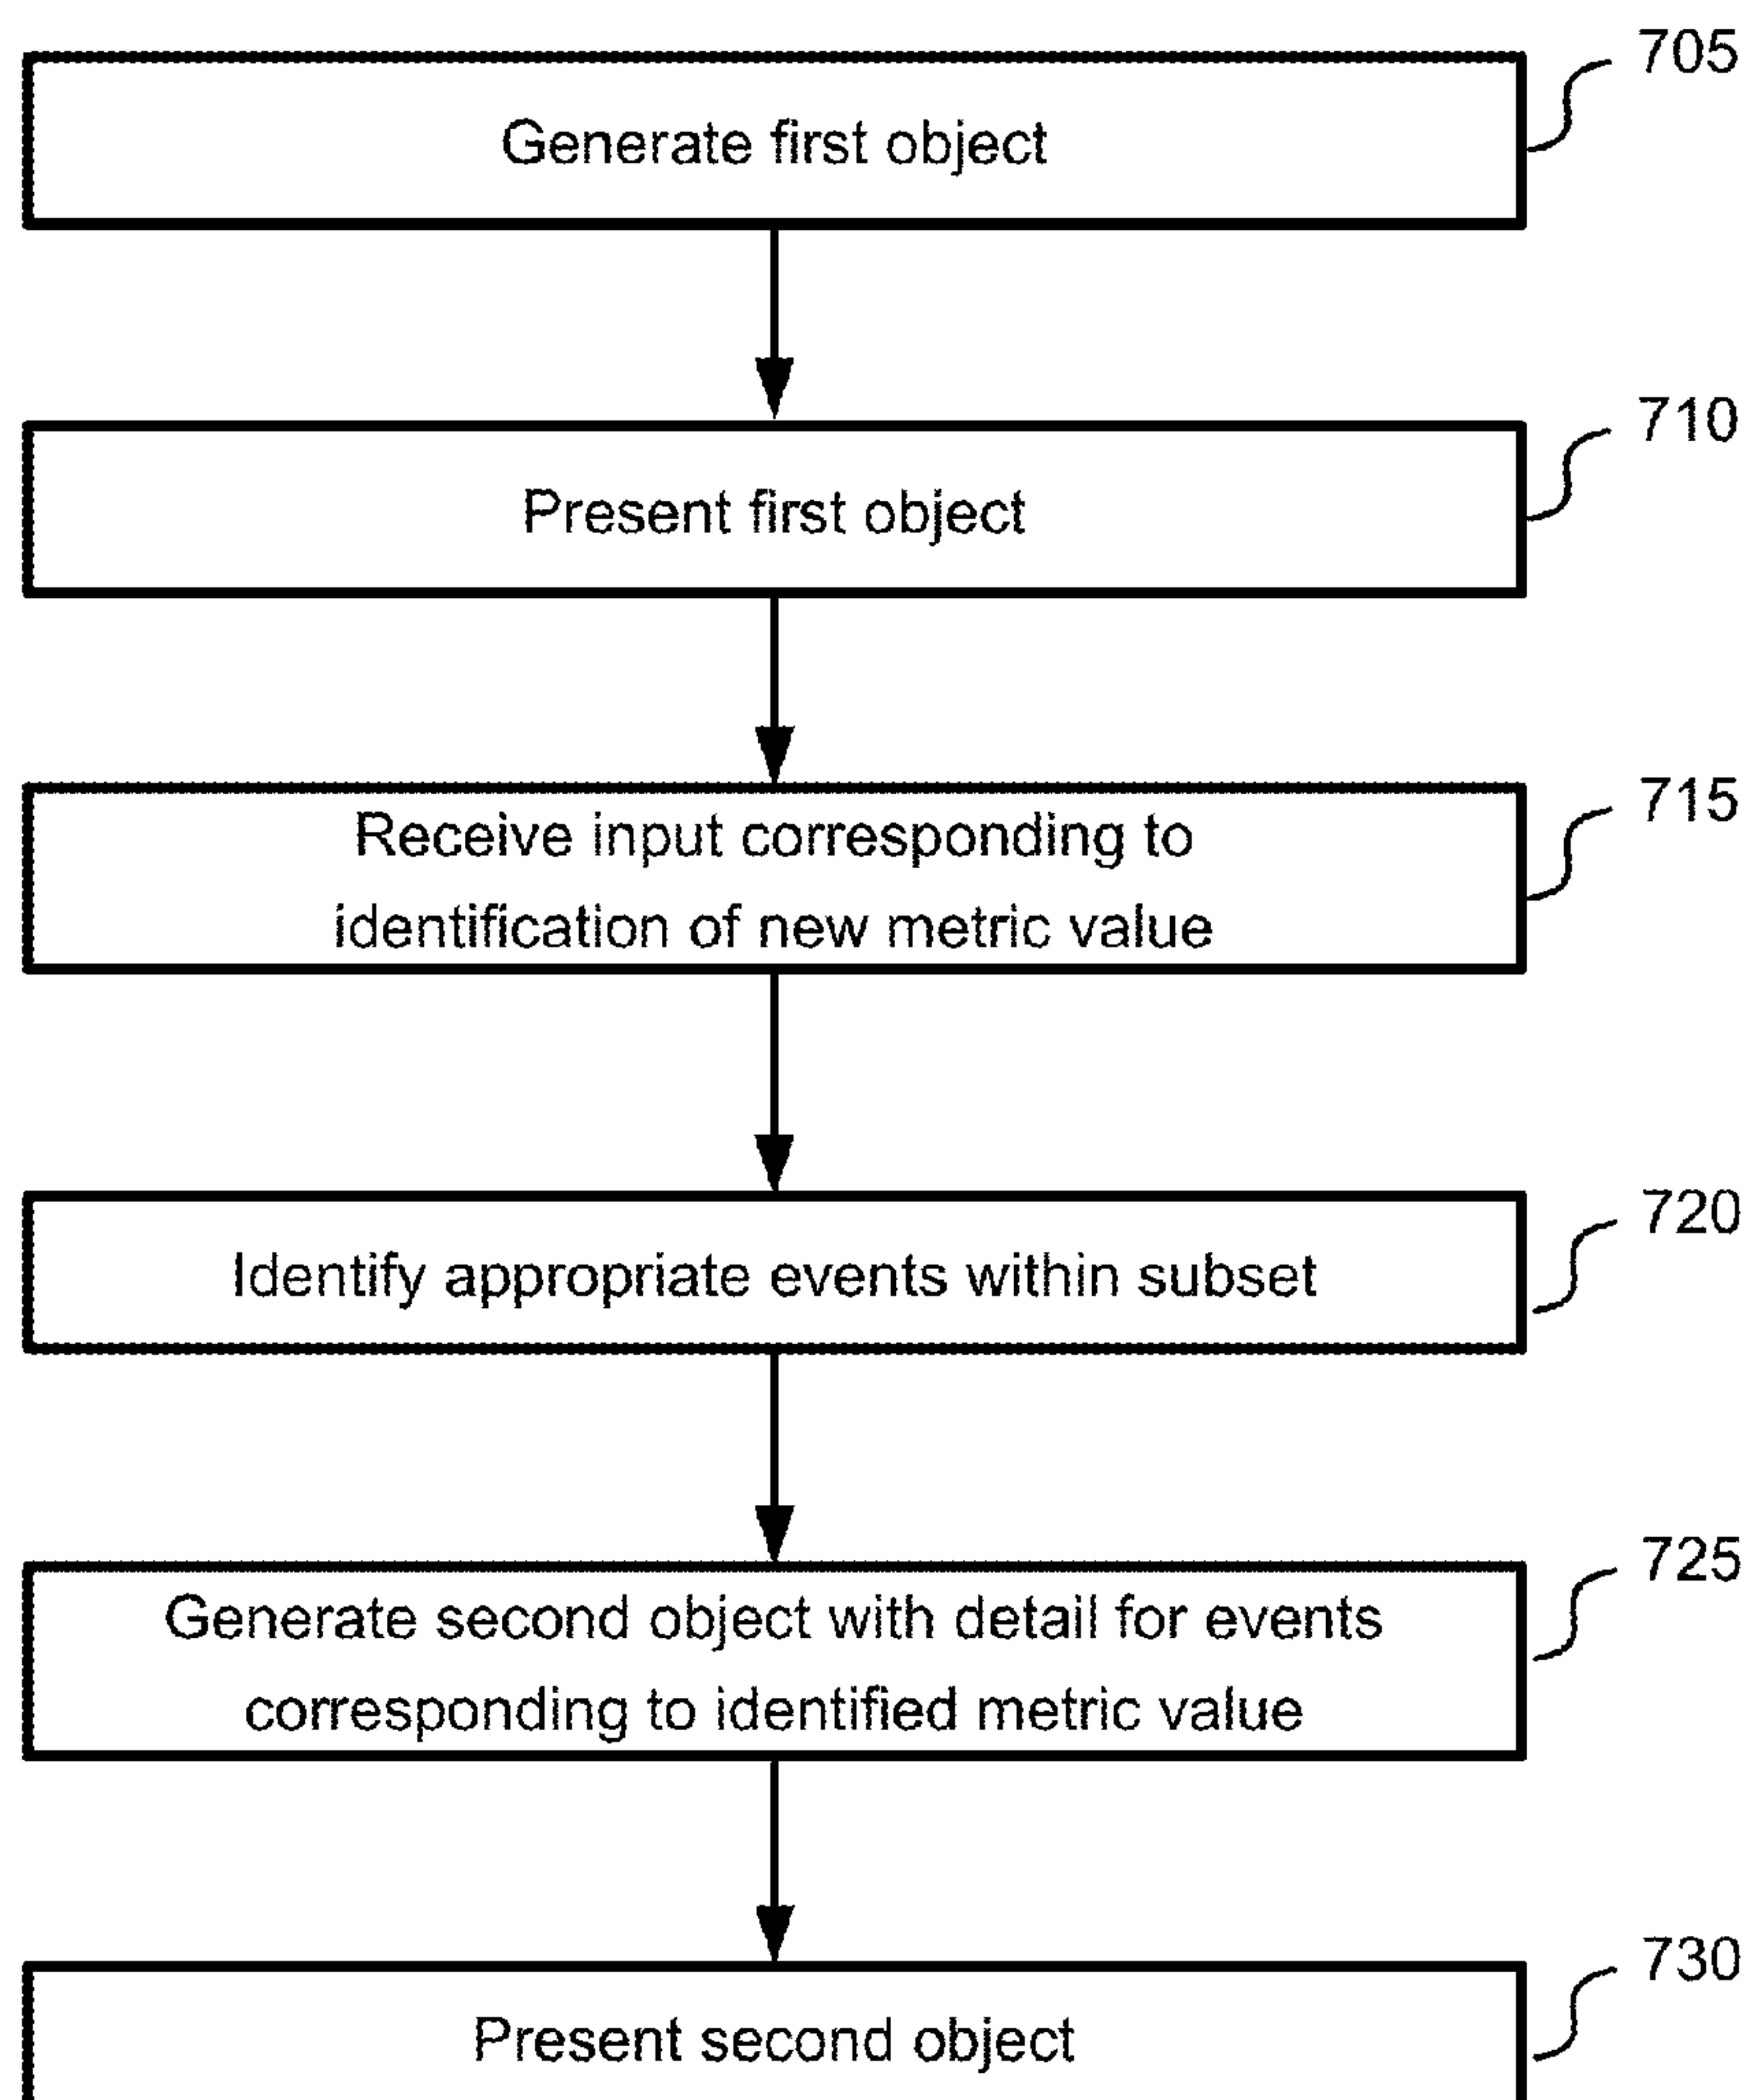 705
Generate first object
710
Present first object
715
Receive input corresponding to
identification of new metric value
720
Identify appropriate events within subset
725
Generate second object with detail for events
corresponding to identified metric value
730
Present second object